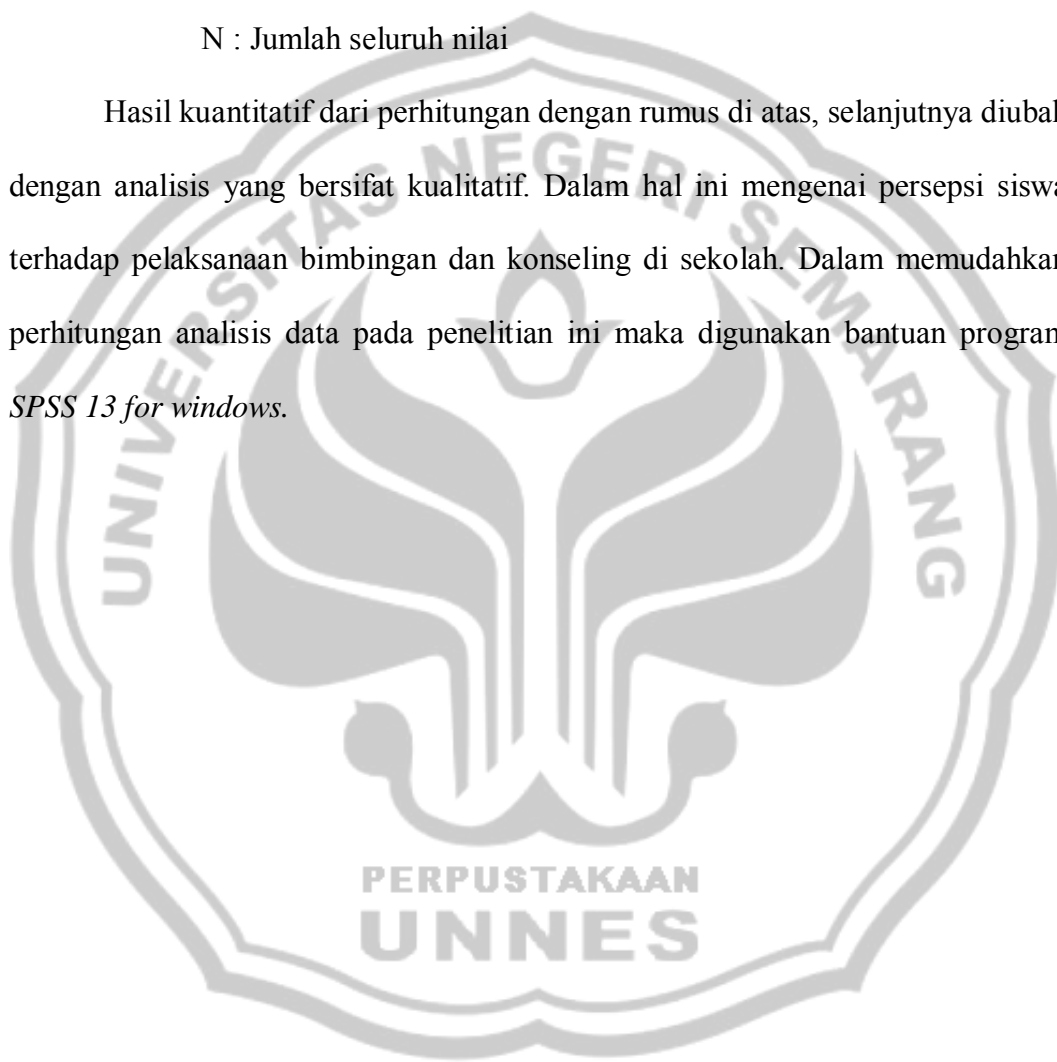 N : Jumlah seluruh nilai
Hasil kuantitatif dari perhitungan dengan rumus di atas, selanjutnya diubah
dengan analisis yang bersifat kualitatif. Dalam hal ini mengenai persepsi siswa
terhadap pelaksanaan bimbingan dan konseling di sekolah. Dalam memudahkan
perhitungan analisis data pada penelitian ini maka digunakan bantuan program
SPSS 13 for windows.
UNIVERSITAS NEGERI SEMARANG
PERPUSTAKAAN
UNNES